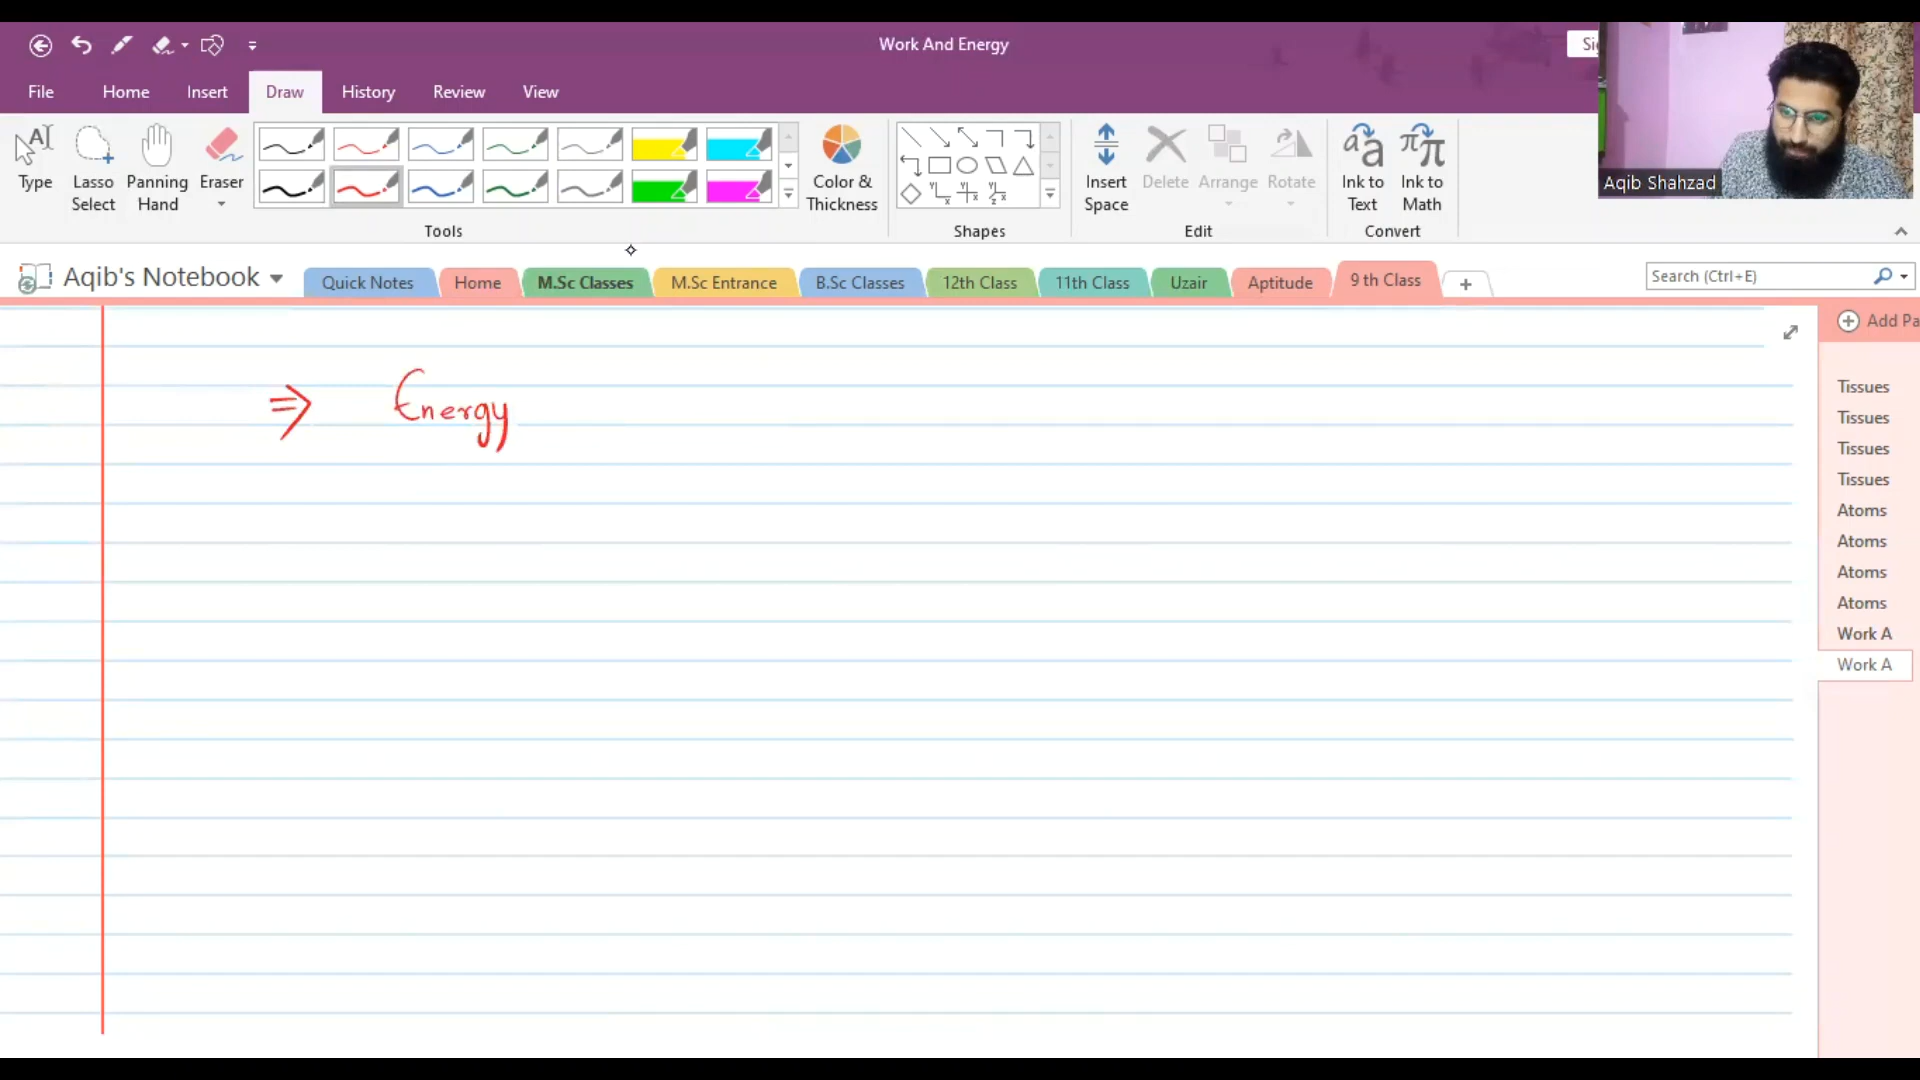 Work And Energy
File Home Insert Draw History Review View
Type
Lasso Select
Panning Hand
Eraser
Color & Thickness
Insert Space
Delete
Arrange
Rotate
Ink to Text
Ink to Math
Tools Shapes Edit Convert
Aqib Shahzad
Aqib's Notebook Quick Notes Home M.Sc Classes M.Sc Entrance B.Sc Classes 12th Class 11th Class Uzair Aptitude 9 th Class + Search (Ctrl+E)
⇒ Energy
Add Pa
Tissues
Tissues
Tissues
Tissues
Atoms
Atoms
Atoms
Atoms
Work A
Work A